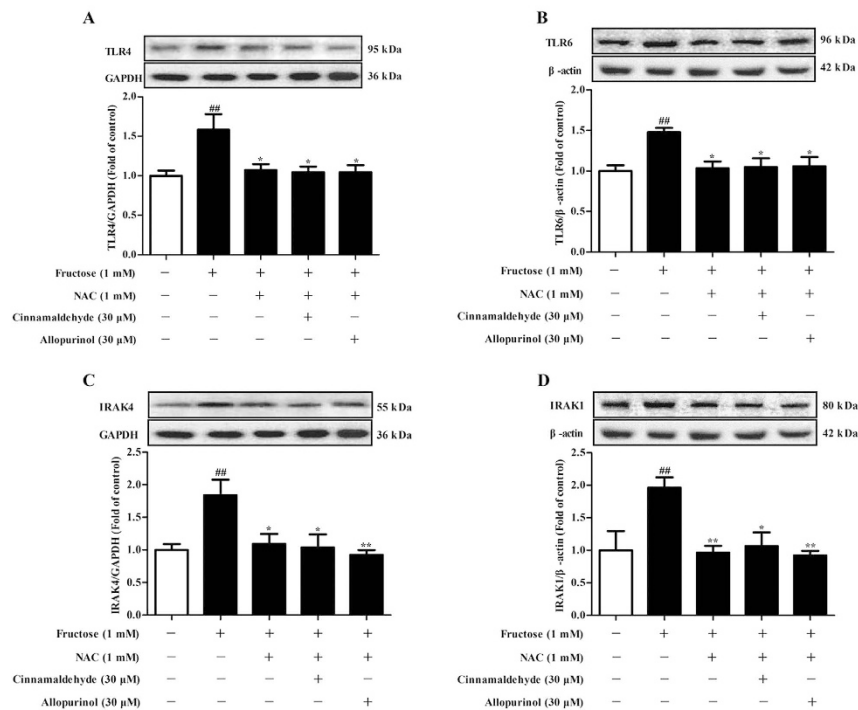 A
TLR4 95 kDa
GAPDH 36 kDa
TLR4/GAPDH (Fold of control)
2.0
1.5
1.0
0.5
0.0
##
* * *
Fructose (1 mM) − + + + +
NAC (1 mM) − − + + +
Cinnamaldehyde (30 μM) − − − + −
Allopurinol (30 μM) − − − − +
B
TLR6 96 kDa
β -actin 42 kDa
TLR6/β -actin (Fold of control)
2.0
1.5
1.0
0.5
0.0
##
* * *
Fructose (1 mM) − + + + +
NAC (1 mM) − − + + +
Cinnamaldehyde (30 μM) − − − + −
Allopurinol (30 μM) − − − − +
C
IRAK4 55 kDa
GAPDH 36 kDa
IRAK4/GAPDH (Fold of control)
2.5
2.0
1.5
1.0
0.5
0.0
##
* * **
Fructose (1 mM) − + + + +
NAC (1 mM) − − + + +
Cinnamaldehyde (30 μM) − − − + −
Allopurinol (30 μM) − − − − +
D
IRAK1 80 kDa
β -actin 42 kDa
IRAK1/β -actin (Fold of control)
2.5
2.0
1.5
1.0
0.5
0.0
##
** * **
Fructose (1 mM) − + + + +
NAC (1 mM) − − + + +
Cinnamaldehyde (30 μM) − − − + −
Allopurinol (30 μM) − − − − +